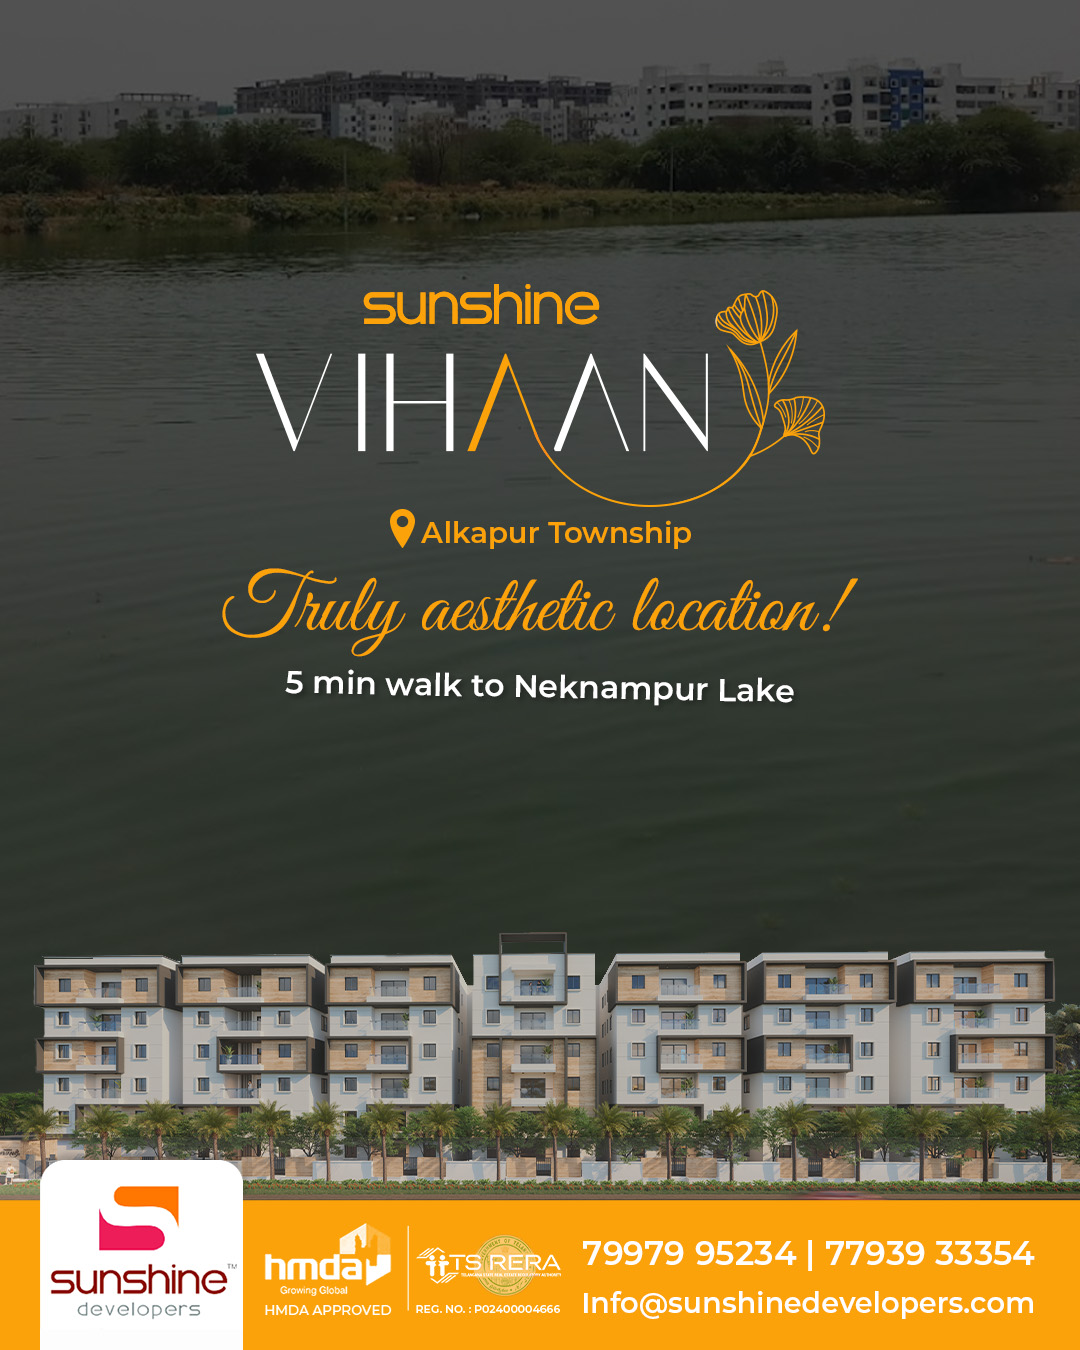 sunshine
VIHAAN
Alkapur Township
Truly aesthetic location!
5 min walk to Neknampur Lake
sunshine™
developers
hmda
Growing Global
HMDA APPROVED
TS RERA
REG. NO. : P02400004666
79979 95234 | 77939 33354
Info@sunshinedevelopers.com